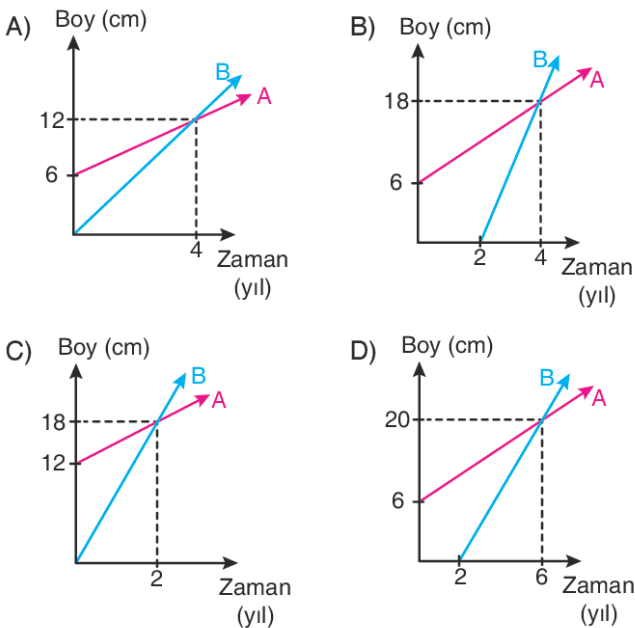 A) Boy (cm)
B
A
12
6
4
Zaman
(yıl)
B) Boy (cm)
B
A
18
6
2
4
Zaman
(yıl)
C) Boy (cm)
B
A
18
12
2
Zaman
(yıl)
D) Boy (cm)
B
A
20
6
2
6
Zaman
(yıl)